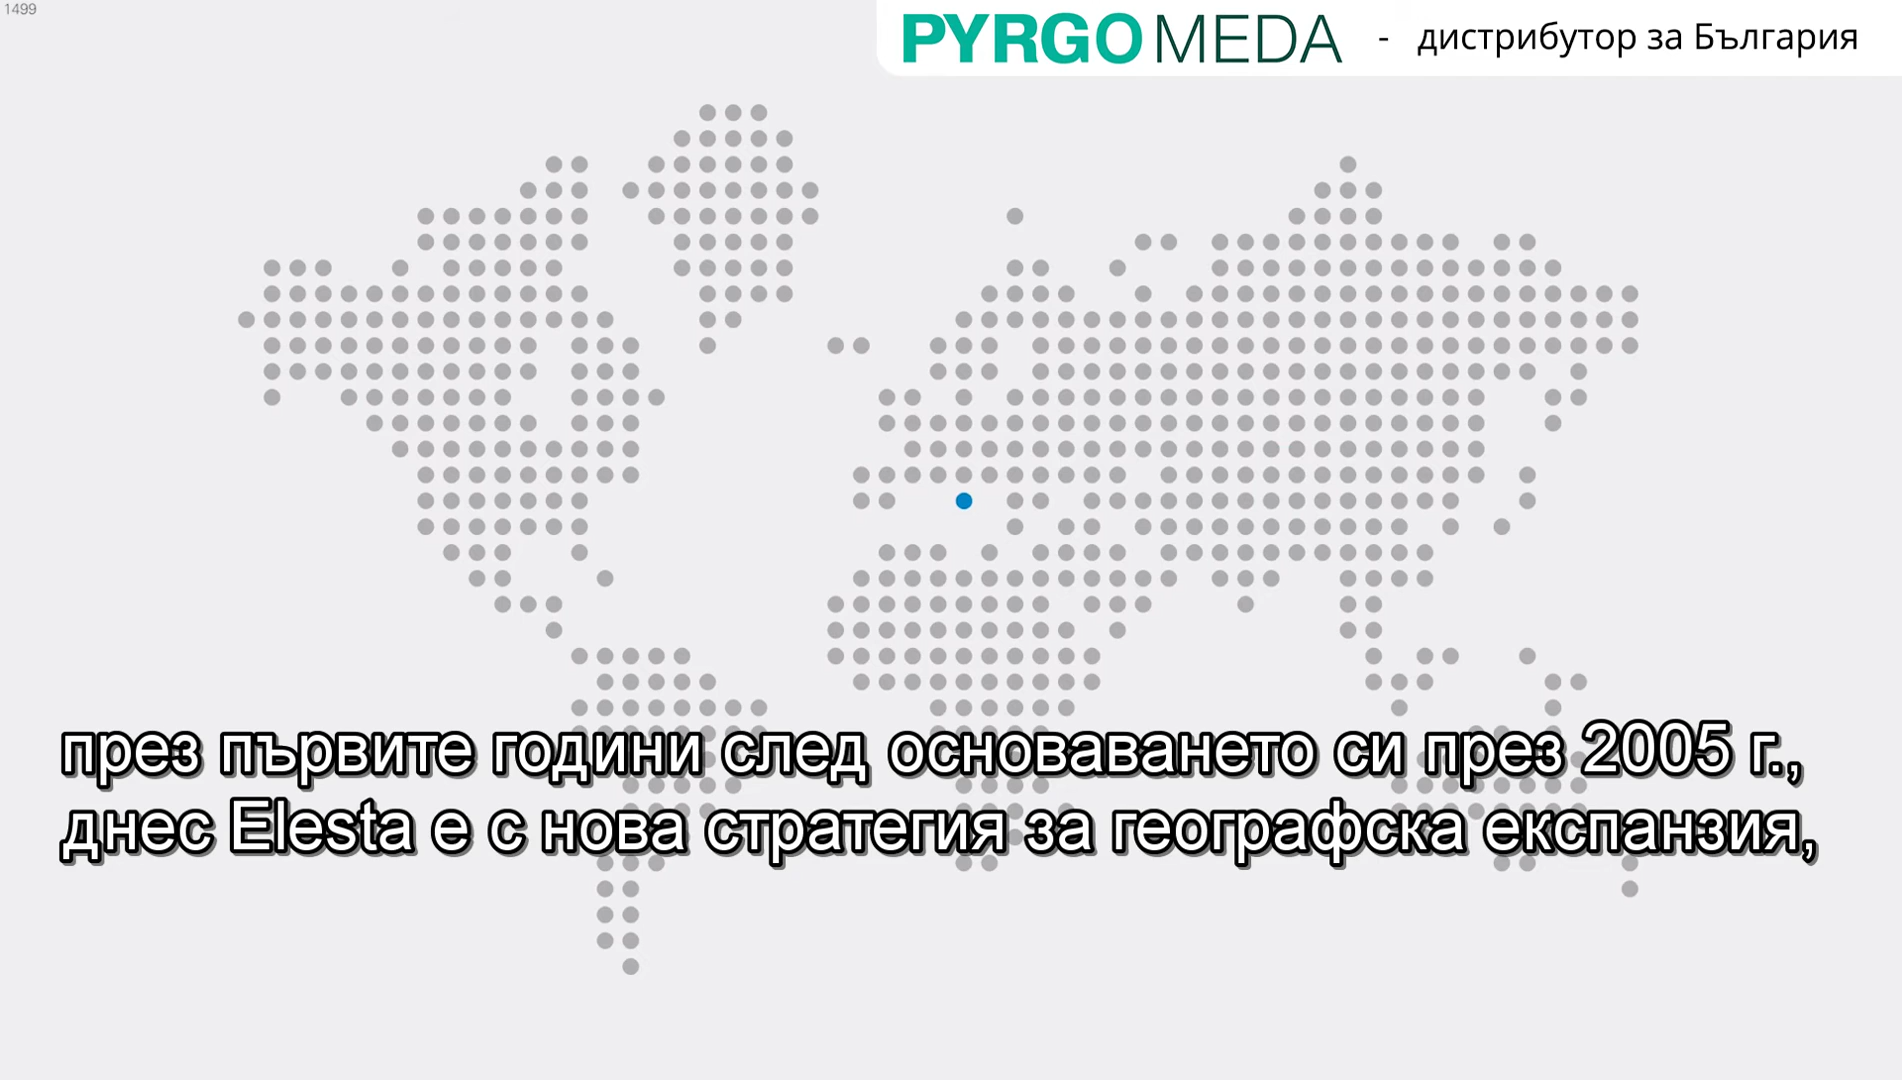 1499
PYRGO MEDA - дистрибутор за България
през първите години след основаването си през 2005 г.,
днес Elesta е с нова стратегия за географска експанзия,